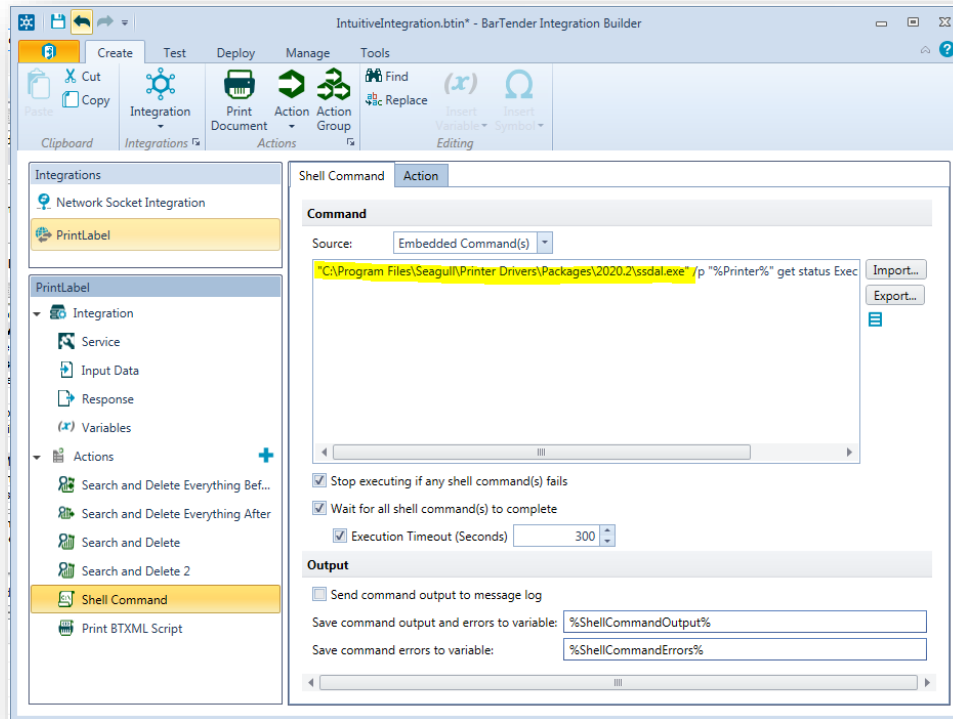 IntuitiveIntegration.btin* - BarTender Integration Builder
Create Test Deploy Manage Tools
Paste
Cut
Copy
Clipboard
Integration
Integrations
Print Document
Action
Action Group
Actions
Find
Replace
Insert Variable
Insert Symbol
Editing
Integrations
Network Socket Integration
PrintLabel
PrintLabel
Integration
Service
Input Data
Response
(x) Variables
Actions
Search and Delete Everything Bef...
Search and Delete Everything After
Search and Delete
Search and Delete 2
Shell Command
Print BTXML Script
Shell Command Action
Command
Source: Embedded Command(s)
"C:\Program Files\Seagull\Printer Drivers\Packages\2020.2\ssdal.exe" /p "%Printer%" get status Exec
Import...
Export...
Stop executing if any shell command(s) fails
Wait for all shell command(s) to complete
Execution Timeout (Seconds) 300
Output
Send command output to message log
Save command output and errors to variable: %ShellCommandOutput%
Save command errors to variable: %ShellCommandErrors%